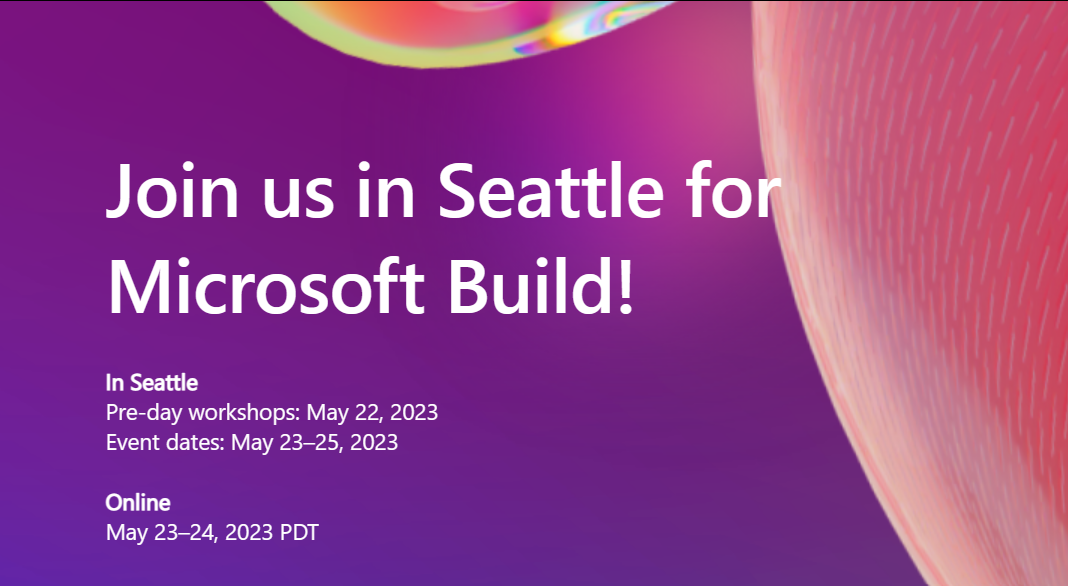 Join us in Seattle for
Microsoft Build!
In Seattle
Pre-day workshops: May 22, 2023
Event dates: May 23–25, 2023
Online
May 23–24, 2023 PDT